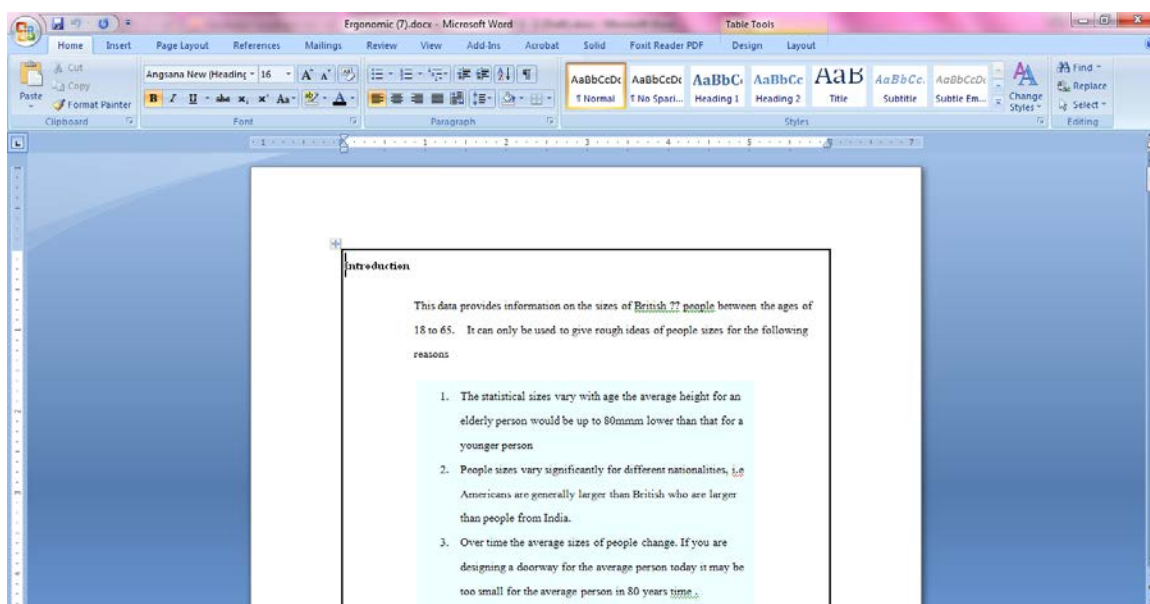 Ergonomic (7).docx - Microsoft Word
Table Tools
Home Insert Page Layout References Mailings Review View Add-Ins Acrobat Solid Foxit Reader PDF Design Layout
Cut
Copy
Format Painter
Paste
Clipboard
Angsana New (Heading 16
Font
Paragraph
AaBbCcDc AaBbCcDc AaBbC AaBbCc AaB AaBbCc. AaBbCcDc
¶ Normal ¶ No Spaci... Heading 1 Heading 2 Title Subtitle Subtle Em...
Change Styles
Styles
Find
Replace
Select
Editing
1 1 2 3 4 5 7
Introduction
This data provides information on the sizes of British ?? people between the ages of
18 to 65. It can only be used to give rough ideas of people sizes for the following
reasons
1. The statistical sizes vary with age the average height for an
elderly person would be up to 80mmm lower than that for a
younger person
2. People sizes vary significantly for different nationalities, i.e
Americans are generally larger than British who are larger
than people from India.
3. Over time the average sizes of people change. If you are
designing a doorway for the average person today it may be
too small for the average person in 80 years time .